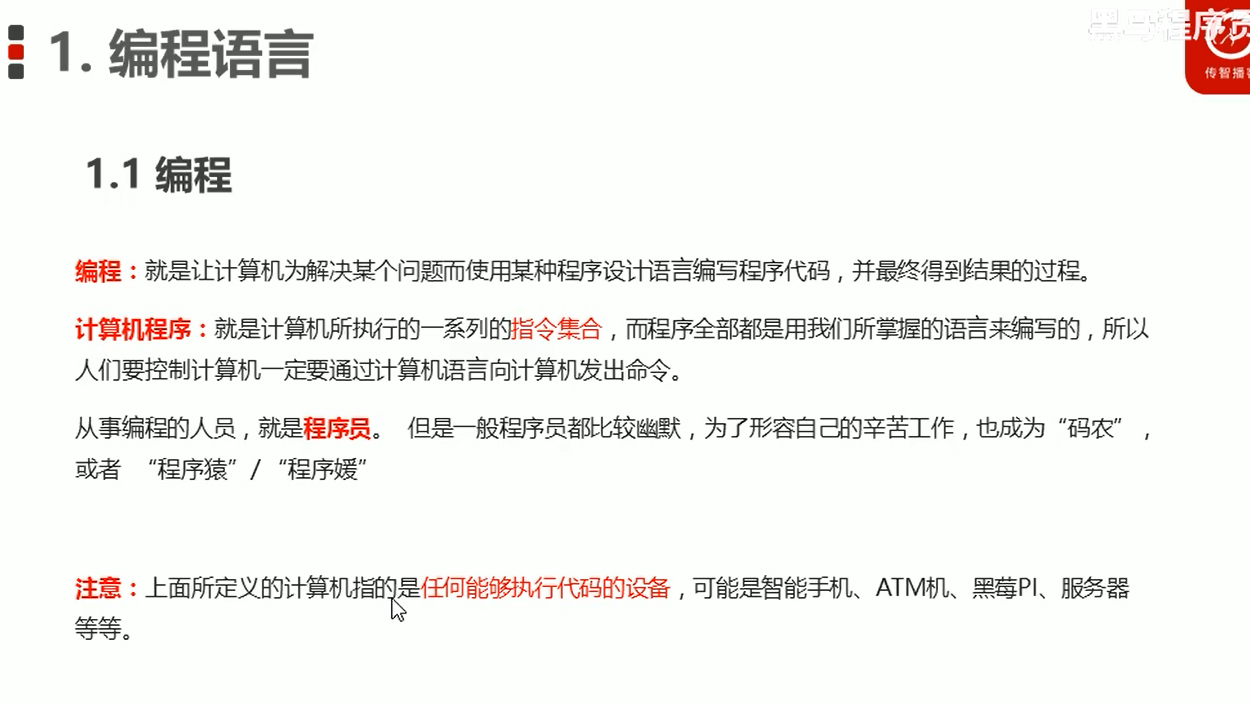 黑马程序员
传智播客
1. 编程语言
1.1 编程
编程：就是让计算机为解决某个问题而使用某种程序设计语言编写程序代码，并最终得到结果的过程。
计算机程序：就是计算机所执行的一系列的指令集合，而程序全部都是用我们所掌握的语言来编写的，所以
人们要控制计算机一定要通过计算机语言向计算机发出命令。
从事编程的人员，就是程序员。 但是一般程序员都比较幽默，为了形容自己的辛苦工作，也成为“码农”，
或者 “程序猿”/ “程序媛”
注意：上面所定义的计算机指的是任何能够执行代码的设备，可能是智能手机、ATM机、黑莓PI、服务器
等等。